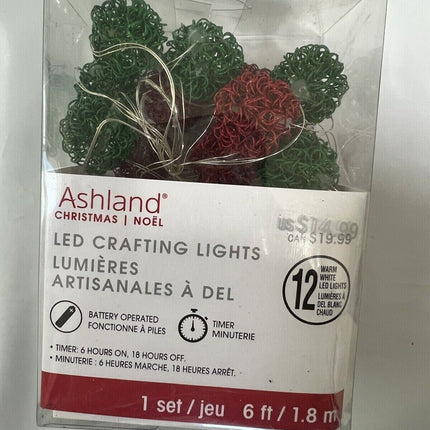 Ashland®
CHRISTMAS | NOËL
US$14.99
CAN $19.99
LED CRAFTING LIGHTS
LUMIÈRES
ARTISANALES À DEL
12
WARM
WHITE
LED LIGHTS
LUMIÈRES À
DEL BLANC
CHAUD
BATTERY OPERATED
FONCTIONNE À PILES
TIMER
MINUTERIE
• TIMER: 6 HOURS ON, 18 HOURS OFF.
• MINUTERIE : 6 HEURES MARCHE, 18 HEURES ARRÊT.
1 set / jeu 6 ft / 1.8 m